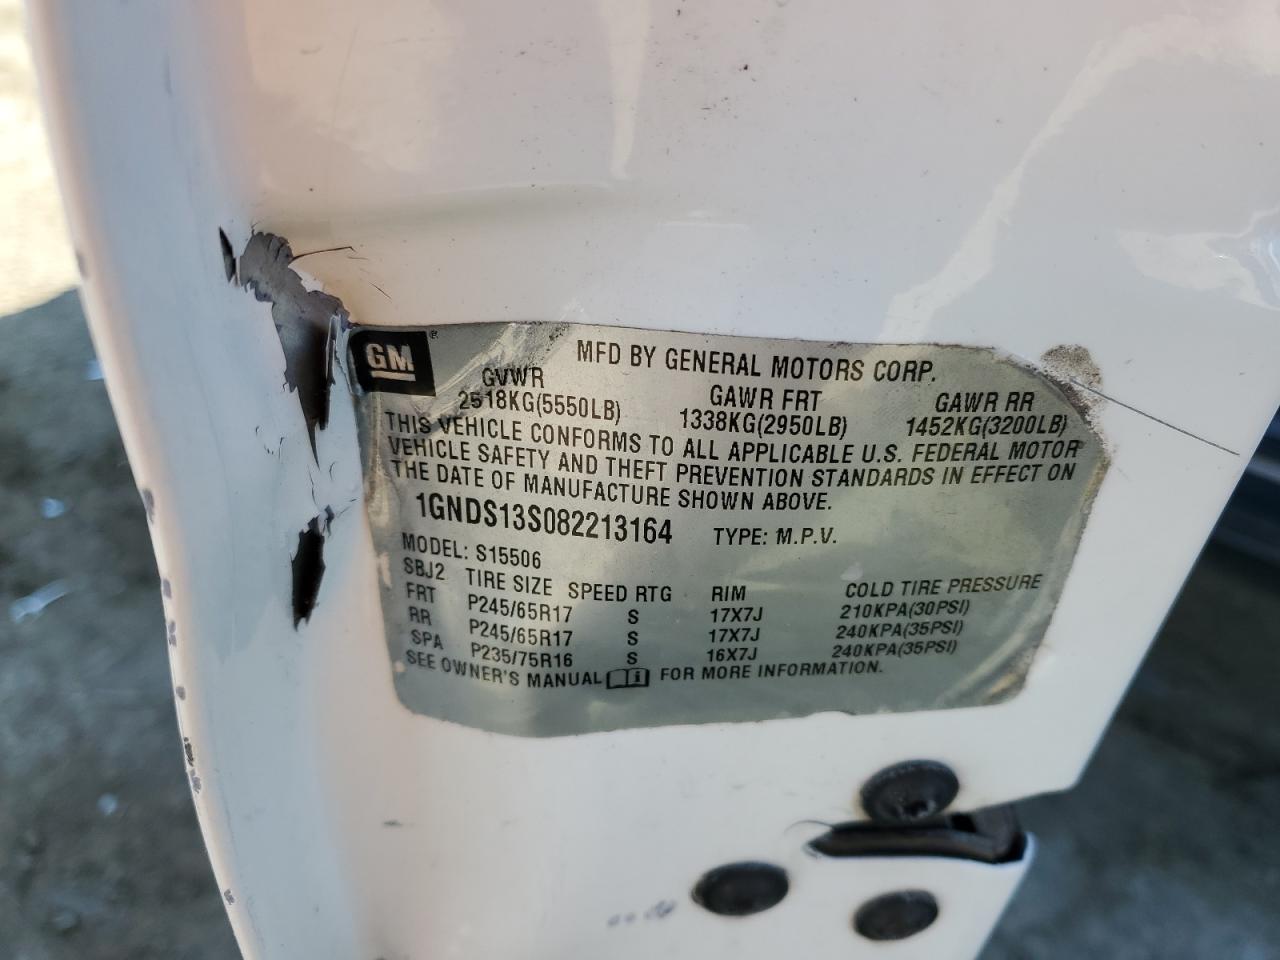 GM ®
MFD BY GENERAL MOTORS CORP.
GVWR GAWR FRT GAWR RR
2518KG(5550LB) 1338KG(2950LB) 1452KG(3200LB)
THIS VEHICLE CONFORMS TO ALL APPLICABLE U.S. FEDERAL MOTOR
VEHICLE SAFETY AND THEFT PREVENTION STANDARDS IN EFFECT ON
THE DATE OF MANUFACTURE SHOWN ABOVE.
1GNDS13S082213164 TYPE: M.P.V.
MODEL: S15506
SBJ2 TIRE SIZE SPEED RTG RIM COLD TIRE PRESSURE
FRT P245/65R17 S 17X7J 210KPA(30PSI)
RR P245/65R17 S 17X7J 240KPA(35PSI)
SPA P235/75R16 S 16X7J 240KPA(35PSI)
SEE OWNER'S MANUAL i FOR MORE INFORMATION.